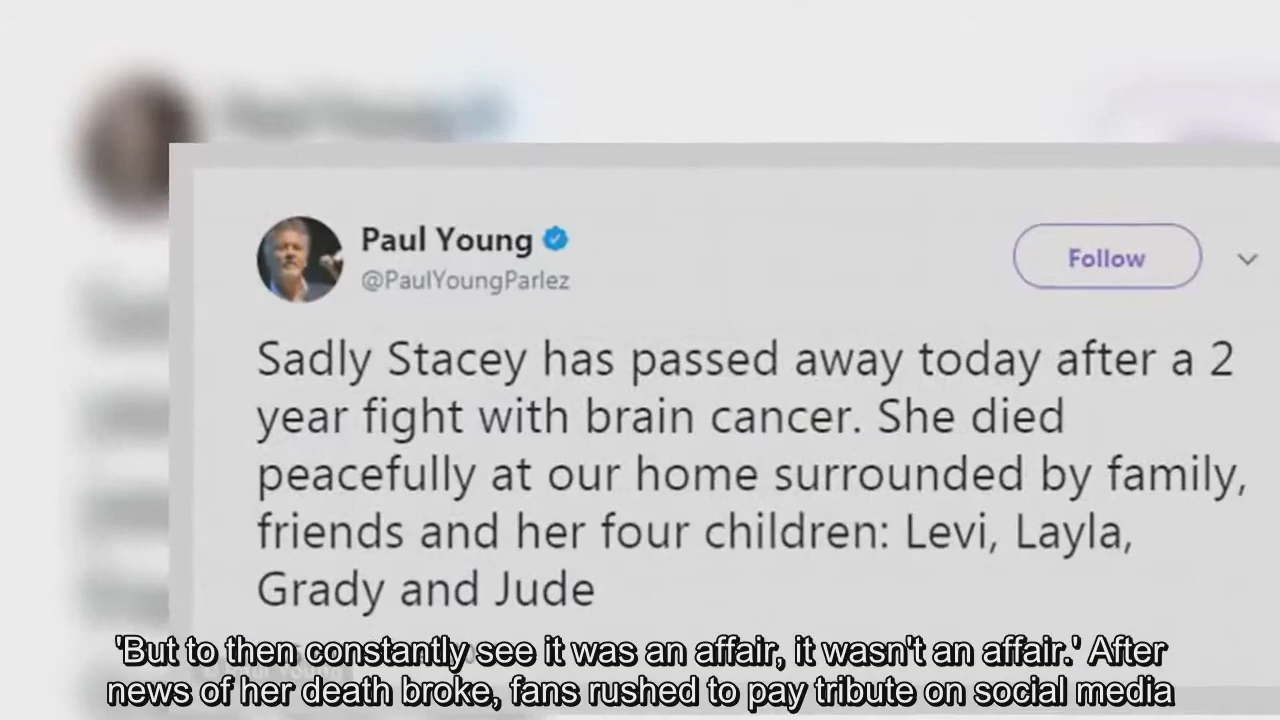 Paul Young
@PaulYoungParlez
Follow
Sadly Stacey has passed away today after a 2
year fight with brain cancer. She died
peacefully at our home surrounded by family,
friends and her four children: Levi, Layla,
Grady and Jude
'But to then constantly see it was an affair, it wasn't an affair.' After
news of her death broke, fans rushed to pay tribute on social media